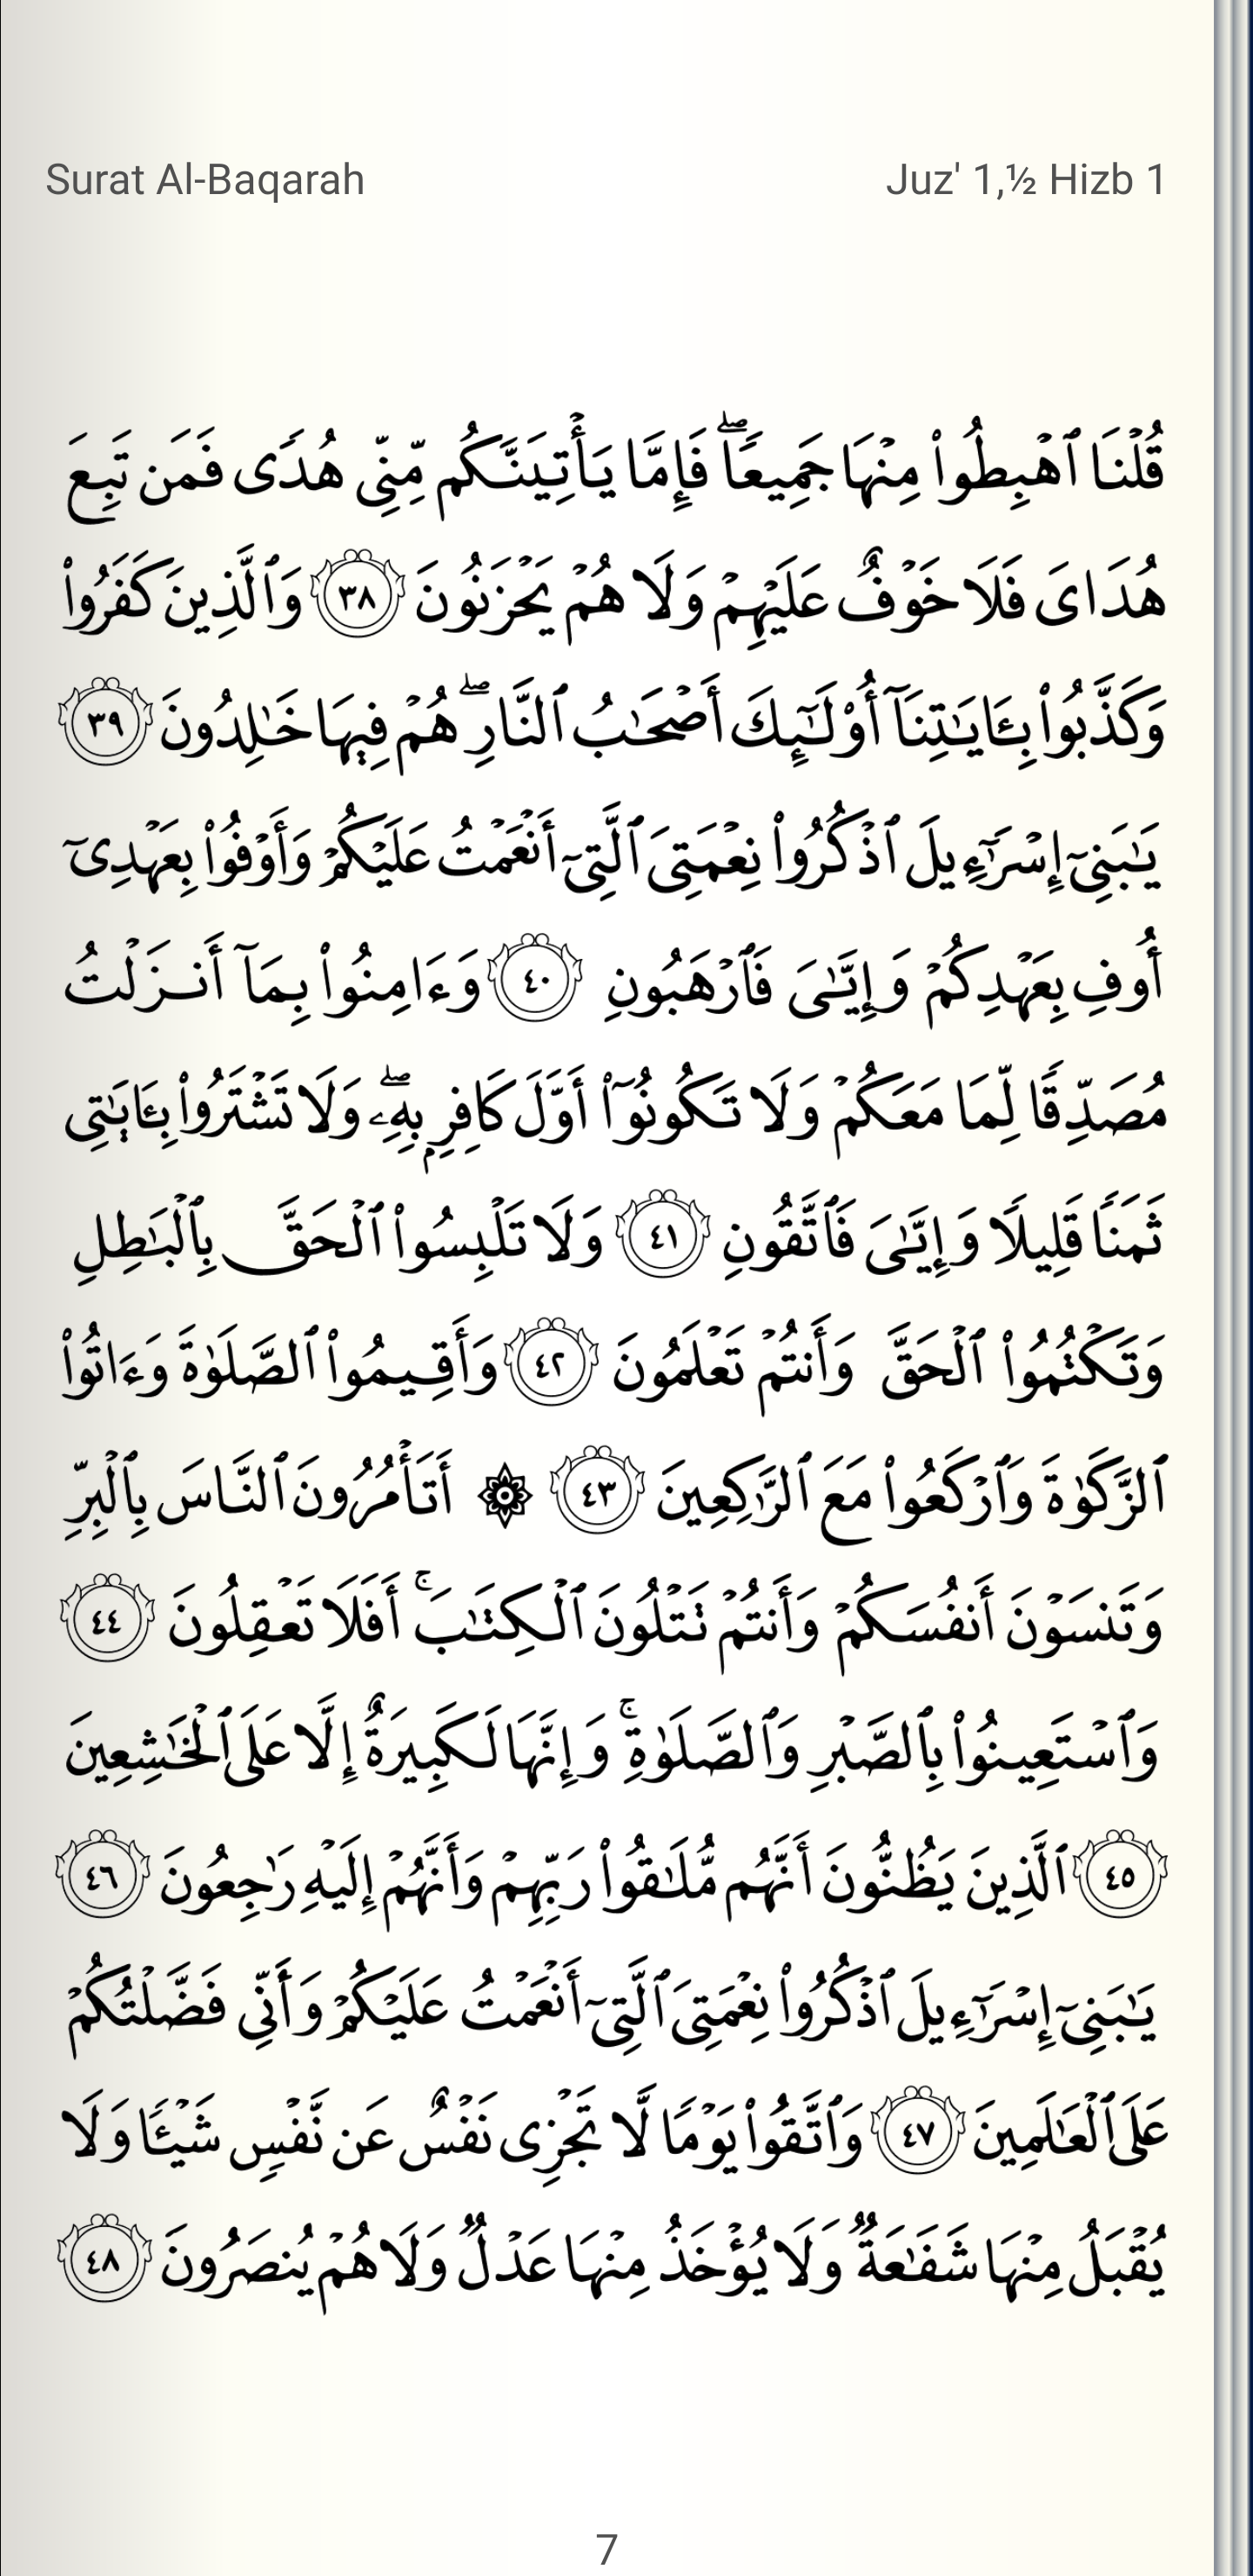 Surat Al-Baqarah
Juz' 1,½ Hizb 1
قُلْنَا ٱهْبِطُوا۟ مِنْهَا جَمِيعًۭا ۖ فَإِمَّا يَأْتِيَنَّكُم مِّنِّى هُدًۭى فَمَن تَبِعَ
هُدَاىَ فَلَا خَوْفٌ عَلَيْهِمْ وَلَا هُمْ يَحْزَنُونَ ٣٨ وَٱلَّذِينَ كَفَرُوا۟
وَكَذَّبُوا۟ بِـَٔايَـٰتِنَآ أُو۟لَـٰٓئِكَ أَصْحَـٰبُ ٱلنَّارِ ۖ هُمْ فِيهَا خَـٰلِدُونَ ٣٩
يَـٰبَنِىٓ إِسْرَٰٓءِيلَ ٱذْكُرُوا۟ نِعْمَتِىَ ٱلَّتِىٓ أَنْعَمْتُ عَلَيْكُمْ وَأَوْفُوا۟ بِعَهْدِىٓ
أُوفِ بِعَهْدِكُمْ وَإِيَّـٰىَ فَٱرْهَبُونِ ٤٠ وَءَامِنُوا۟ بِمَآ أَنزَلْتُ
مُصَدِّقًۭا لِّمَا مَعَكُمْ وَلَا تَكُونُوٓا۟ أَوَّلَ كَافِرٍۭ بِهِۦ ۖ وَلَا تَشْتَرُوا۟ بِـَٔايَـٰتِى
ثَمَنًۭا قَلِيلًۭا وَإِيَّـٰىَ فَٱتَّقُونِ ٤١ وَلَا تَلْبِسُوا۟ ٱلْحَقَّ بِٱلْبَـٰطِلِ
وَتَكْتُمُوا۟ ٱلْحَقَّ وَأَنتُمْ تَعْلَمُونَ ٤٢ وَأَقِيمُوا۟ ٱلصَّلَوٰةَ وَءَاتُوا۟
ٱلزَّكَوٰةَ وَٱرْكَعُوا۟ مَعَ ٱلرَّٰكِعِينَ ٤٣ ۞ أَتَأْمُرُونَ ٱلنَّاسَ بِٱلْبِرِّ
وَتَنسَوْنَ أَنفُسَكُمْ وَأَنتُمْ تَتْلُونَ ٱلْكِتَـٰبَ ۚ أَفَلَا تَعْقِلُونَ ٤٤
وَٱسْتَعِينُوا۟ بِٱلصَّبْرِ وَٱلصَّلَوٰةِ ۚ وَإِنَّهَا لَكَبِيرَةٌ إِلَّا عَلَى ٱلْخَـٰشِعِينَ
٤٥ ٱلَّذِينَ يَظُنُّونَ أَنَّهُم مُّلَـٰقُوا۟ رَبِّهِمْ وَأَنَّهُمْ إِلَيْهِ رَٰجِعُونَ ٤٦
يَـٰبَنِىٓ إِسْرَٰٓءِيلَ ٱذْكُرُوا۟ نِعْمَتِىَ ٱلَّتِىٓ أَنْعَمْتُ عَلَيْكُمْ وَأَنِّى فَضَّلْتُكُمْ
عَلَى ٱلْعَـٰلَمِينَ ٤٧ وَٱتَّقُوا۟ يَوْمًۭا لَّا تَجْزِى نَفْسٌ عَن نَّفْسٍۢ شَيْـًۭٔا وَلَا
يُقْبَلُ مِنْهَا شَفَـٰعَةٌۭ وَلَا يُؤْخَذُ مِنْهَا عَدْلٌۭ وَلَا هُمْ يُنصَرُونَ ٤٨
7